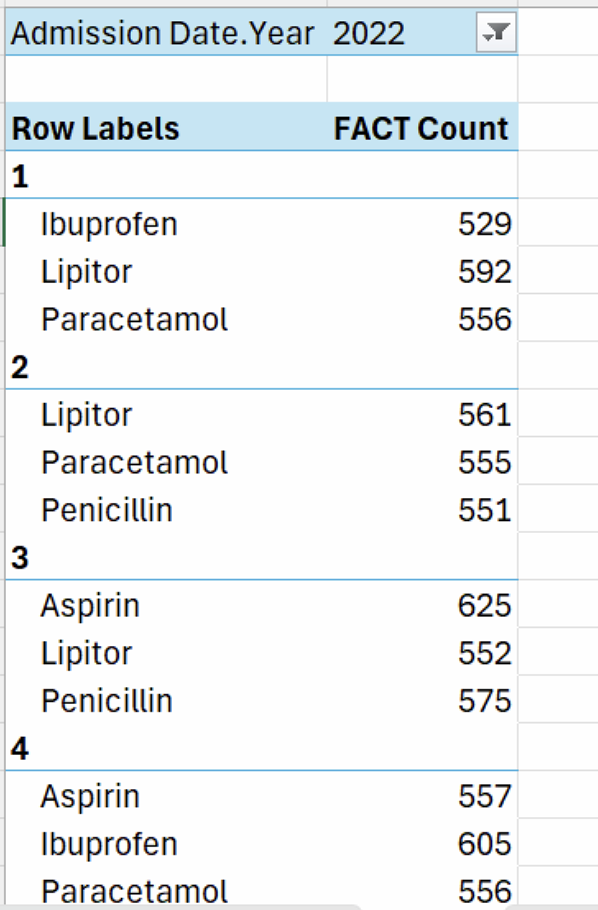 Admission Date.Year 2022
Row Labels FACT Count
1
Ibuprofen 529
Lipitor 592
Paracetamol 556
2
Lipitor 561
Paracetamol 555
Penicillin 551
3
Aspirin 625
Lipitor 552
Penicillin 575
4
Aspirin 557
Ibuprofen 605
Paracetamol 556